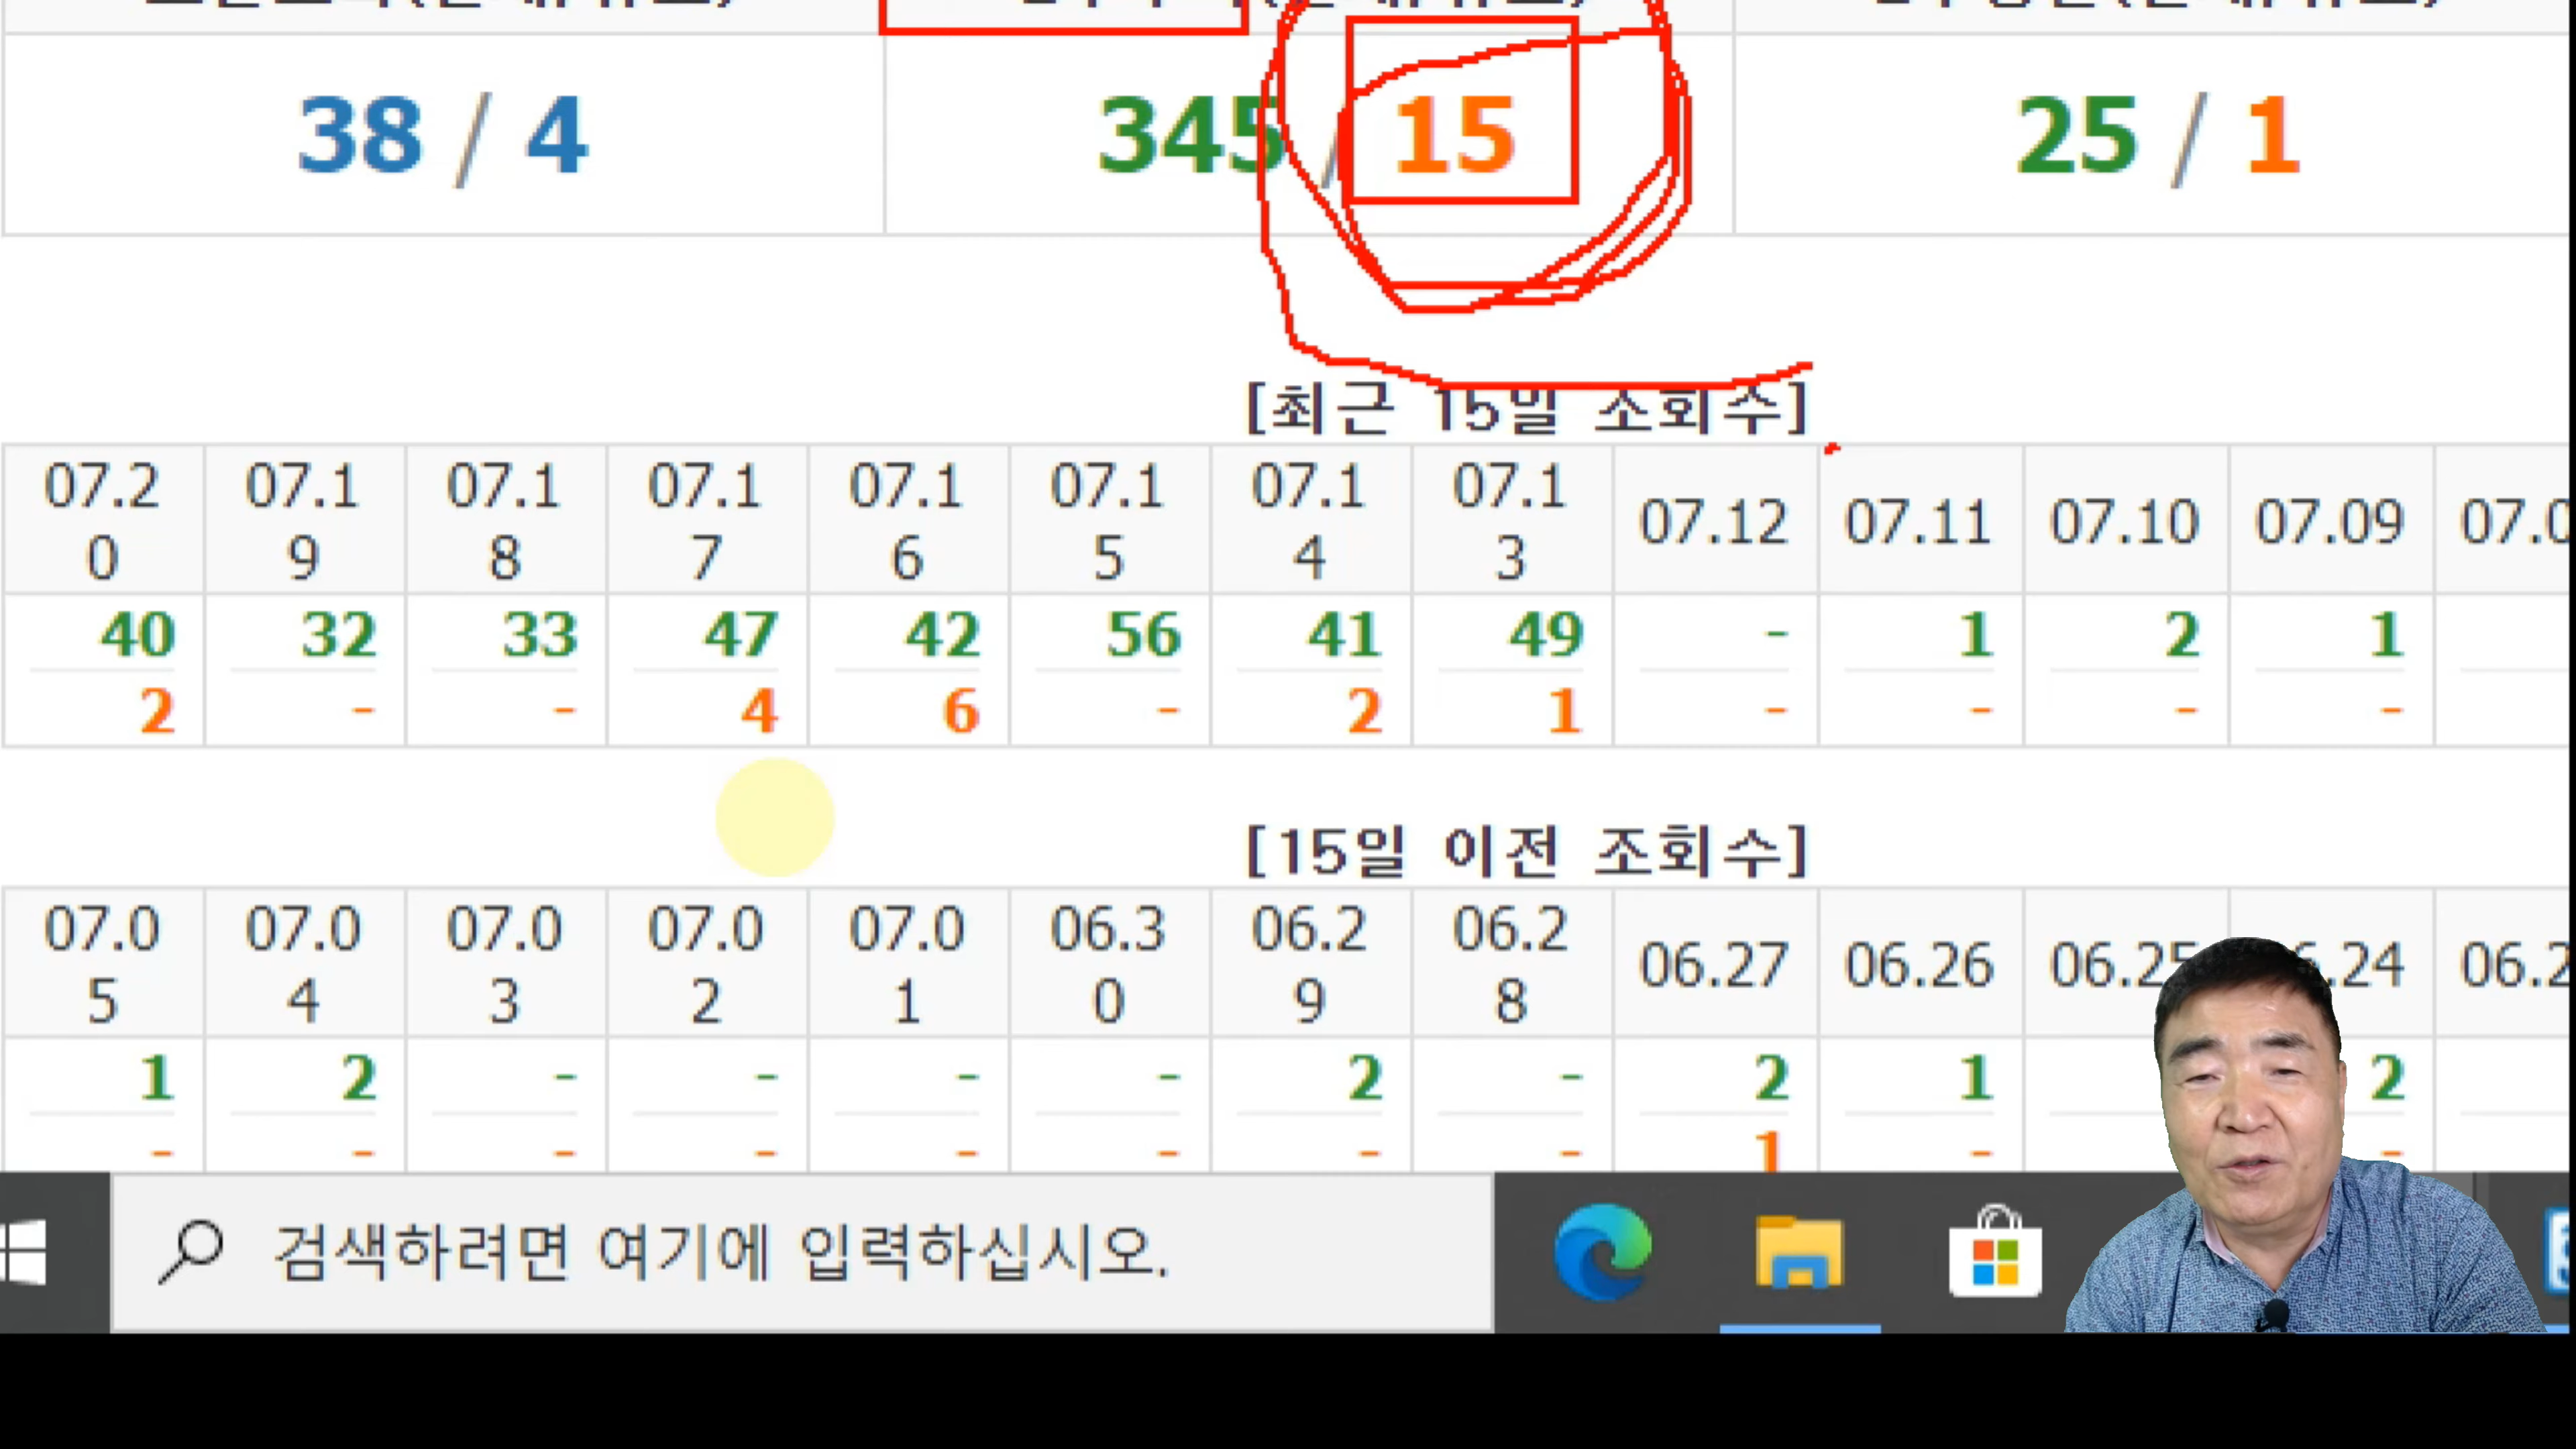 38 / 4
345 / 15
25 / 1
[최근 15일 조회수]
07.20 07.19 07.18 07.17 07.16 07.15 07.14 07.13 07.12 07.11 07.10 07.09
40 32 33 47 42 56 41 49 - 1 2 1
2 - - 4 6 - 2 1 - - - -
[15일 이전 조회수]
07.05 07.04 07.03 07.02 07.01 06.30 06.29 06.28 06.27 06.26 06.25 .24
1 2 - - - - 2 - 2 1 2
- - - - - - - - 1 - -
검색하려면 여기에 입력하십시오.